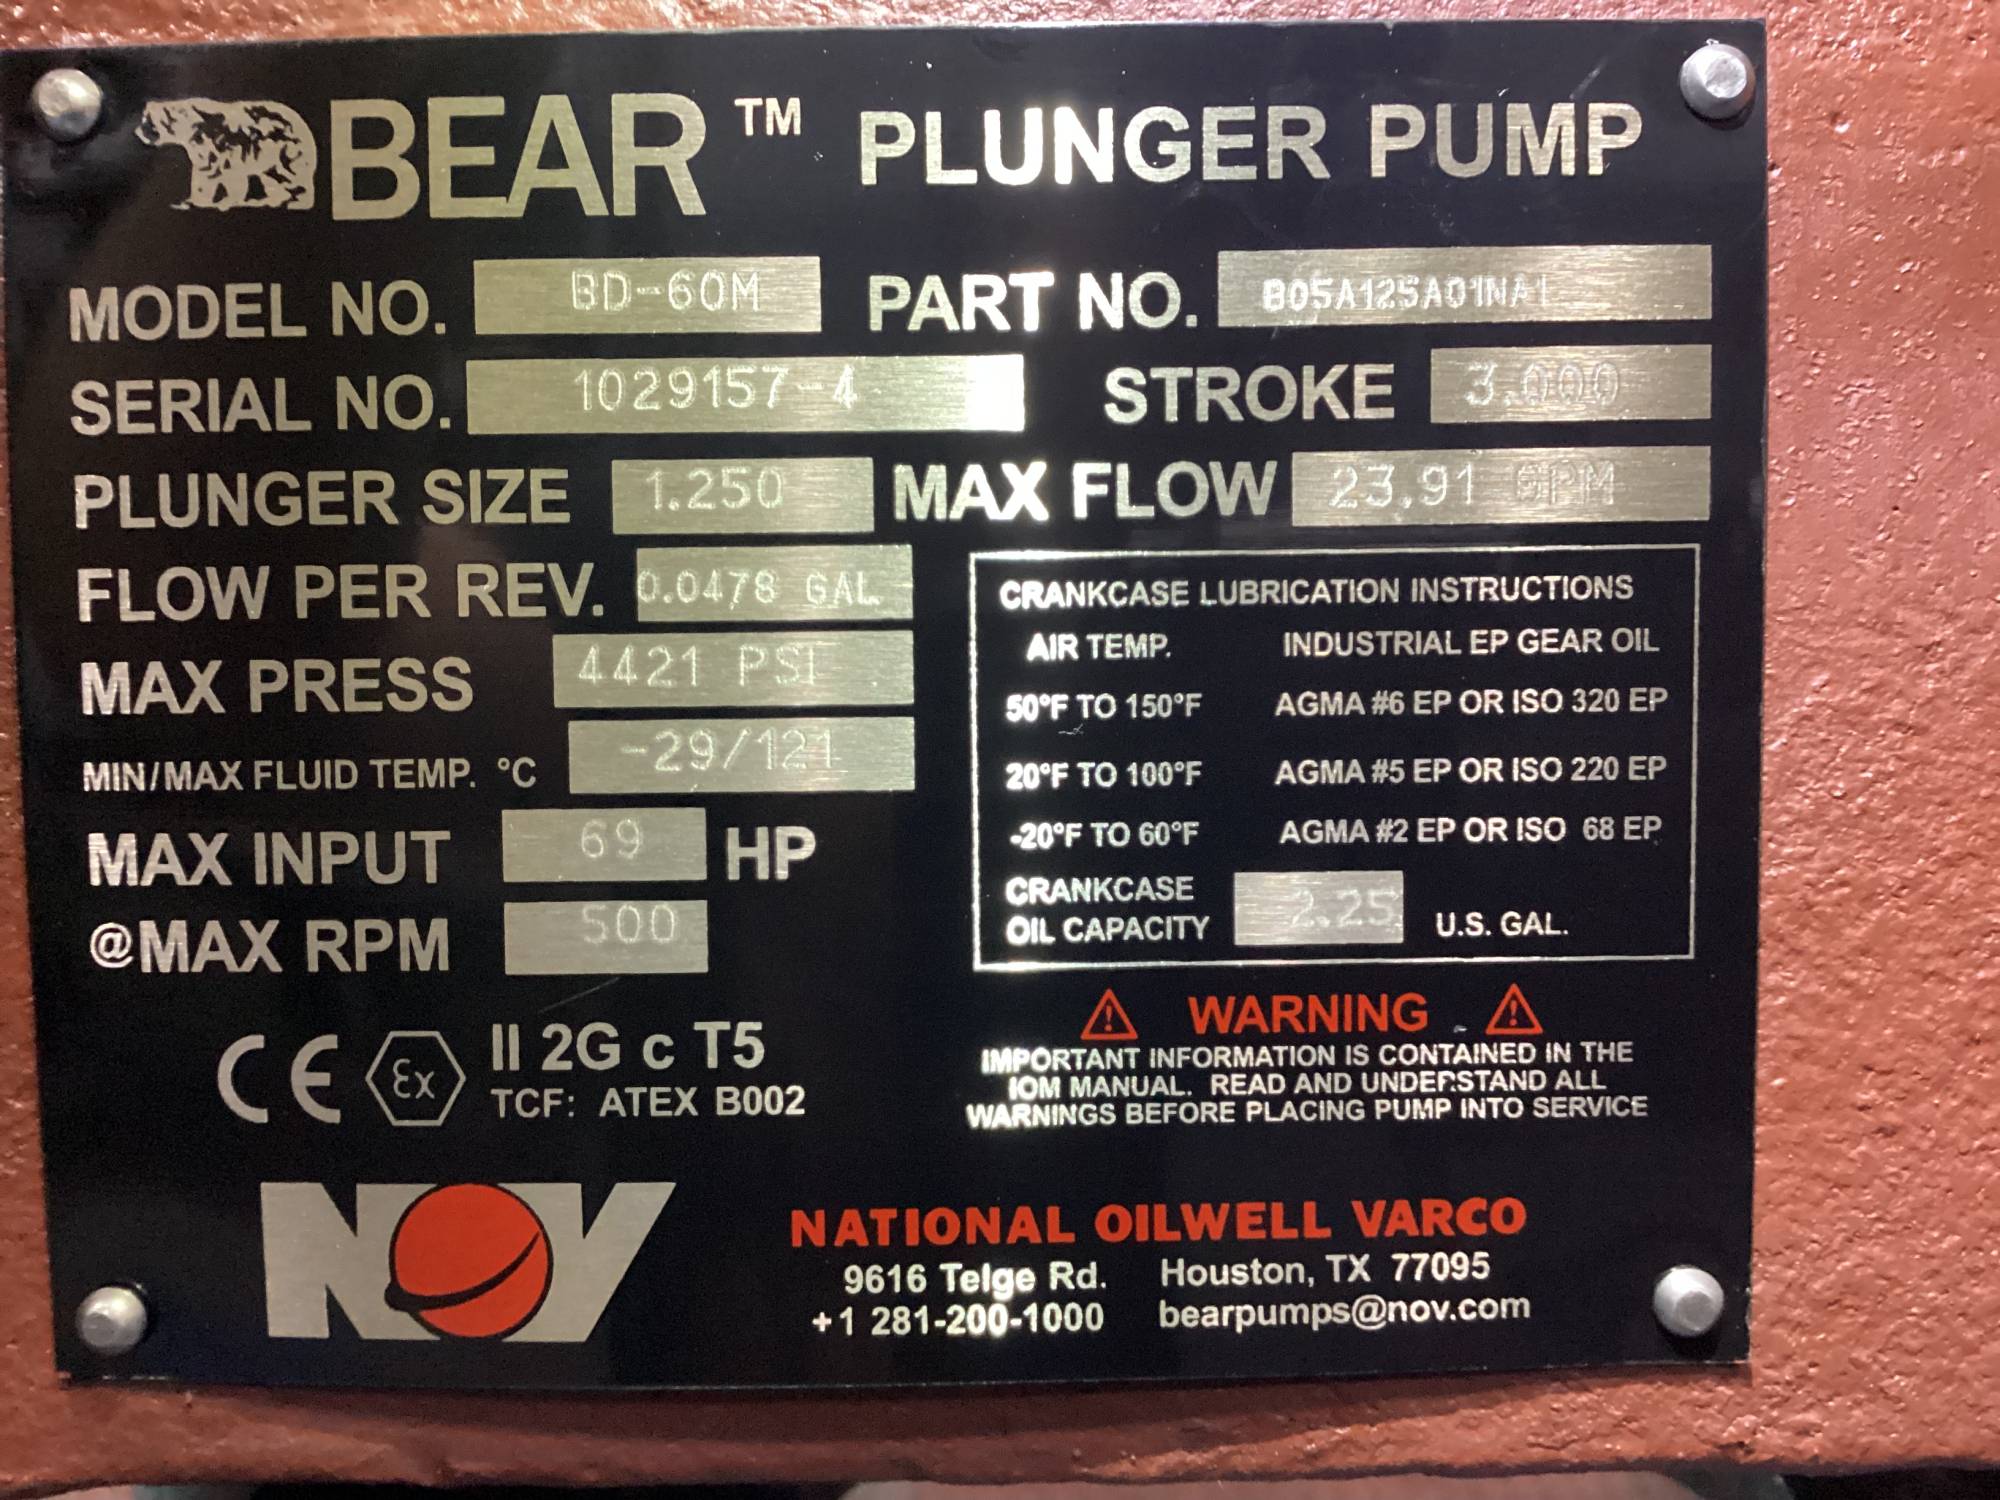 BEAR™ PLUNGER PUMP
MODEL NO. BD-60M PART NO. B05A125A01NA1
SERIAL NO. 1029157-4 STROKE 3.000
PLUNGER SIZE 1.250 MAX FLOW 23.91 GPM
FLOW PER REV. 0.0478 GAL
MAX PRESS 4421 PSI
MIN/MAX FLUID TEMP. °C -29/121
MAX INPUT 69 HP
@MAX RPM 500
CRANKCASE LUBRICATION INSTRUCTIONS
AIR TEMP. INDUSTRIAL EP GEAR OIL
50°F TO 150°F AGMA #6 EP OR ISO 320 EP
20°F TO 100°F AGMA #5 EP OR ISO 220 EP
-20°F TO 60°F AGMA #2 EP OR ISO 68 EP
CRANKCASE
OIL CAPACITY 2.25 U.S. GAL.
CE Ex II 2G c T5
TCF: ATEX B002
WARNING
IMPORTANT INFORMATION IS CONTAINED IN THE
IOM MANUAL. READ AND UNDERSTAND ALL
WARNINGS BEFORE PLACING PUMP INTO SERVICE
NOV
NATIONAL OILWELL VARCO
9616 Telge Rd. Houston, TX 77095
+1 281-200-1000 bearpumps@nov.com